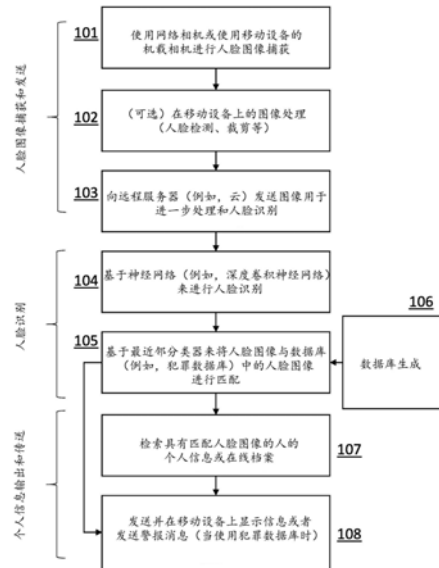 101
使用网络相机或使用移动设备的
机载相机进行人脸图像捕获
102
（可选）在移动设备上的图像处理
（人脸检测、裁剪等）
103
向远程服务器（例如，云）发送图像用于
进一步处理和人脸识别
人脸图像捕获和发送
104
基于神经网络（例如，深度卷积神经网络）
来进行人脸识别
105
基于最近邻分类器来将人脸图像与数据库
（例如，犯罪数据库）中的人脸图像
进行匹配
人脸识别
106
数据库生成
检索具有匹配人脸图像的人的
个人信息或在线档案
107
发送并在移动设备上显示信息或者
发送警报消息（当使用犯罪数据库时）
108
个人信息输出和传送